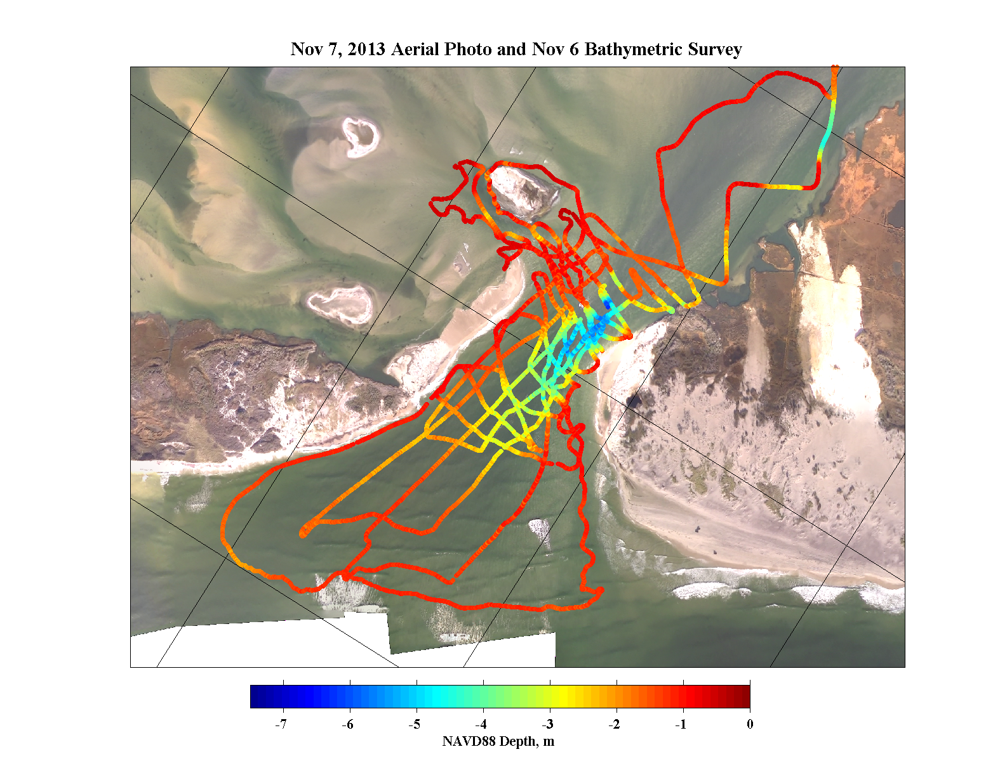 Nov 7, 2013 Aerial Photo and Nov 6 Bathymetric Survey
-7 -6 -5 -4 -3 -2 -1 0
NAVD88 Depth, m